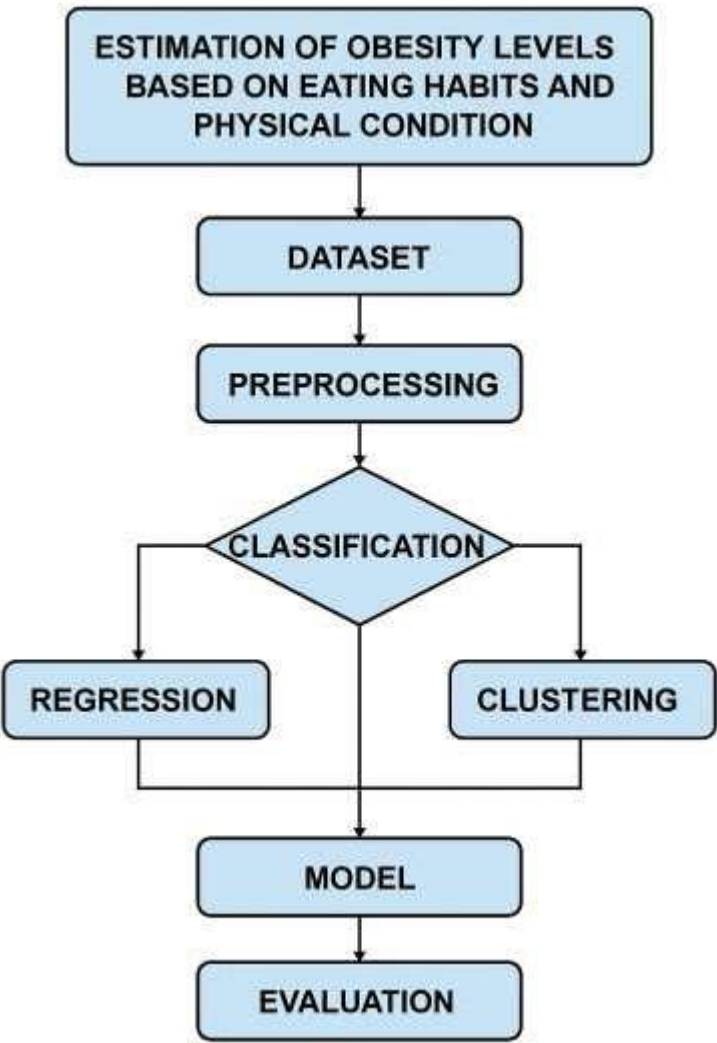 ESTIMATION OF OBESITY LEVELS
BASED ON EATING HABITS AND
PHYSICAL CONDITION
DATASET
PREPROCESSING
CLASSIFICATION
REGRESSION
CLUSTERING
MODEL
EVALUATION